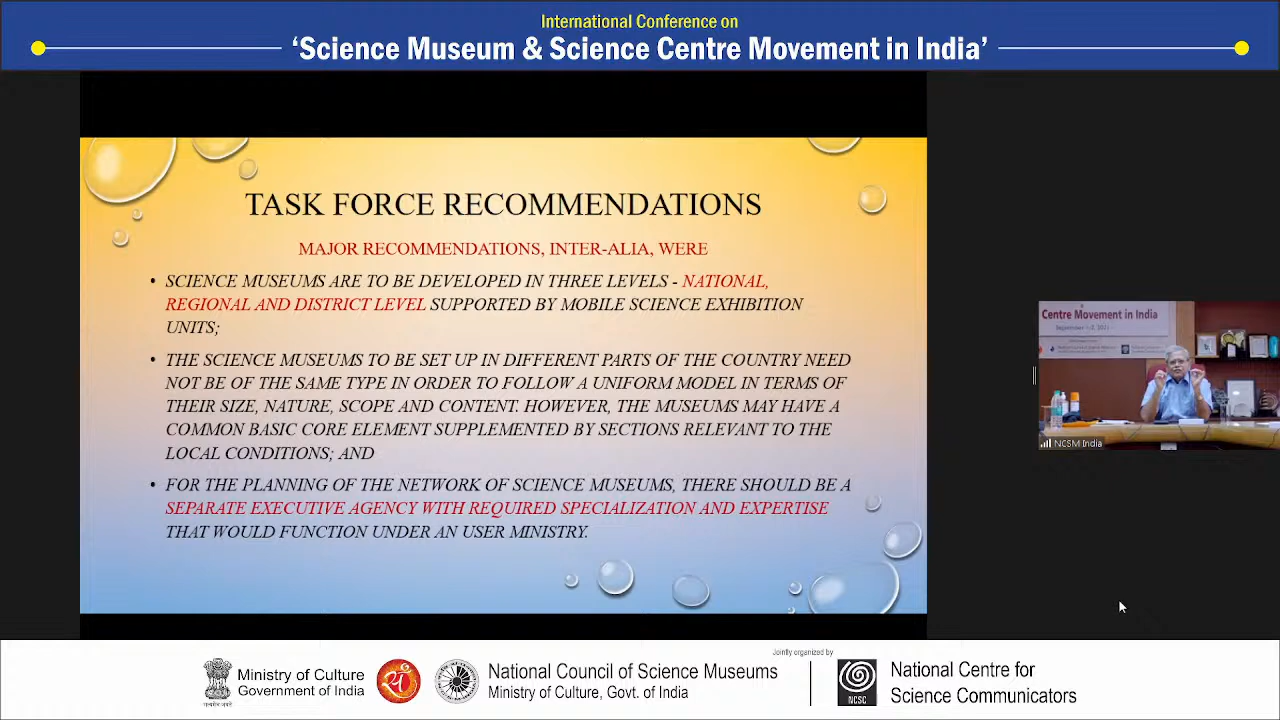 International Conference on
‘Science Museum & Science Centre Movement in India’
TASK FORCE RECOMMENDATIONS
MAJOR RECOMMENDATIONS, INTER-ALIA, WERE
• SCIENCE MUSEUMS ARE TO BE DEVELOPED IN THREE LEVELS - NATIONAL,
REGIONAL AND DISTRICT LEVEL SUPPORTED BY MOBILE SCIENCE EXHIBITION
UNITS;
• THE SCIENCE MUSEUMS TO BE SET UP IN DIFFERENT PARTS OF THE COUNTRY NEED
NOT BE OF THE SAME TYPE IN ORDER TO FOLLOW A UNIFORM MODEL IN TERMS OF
THEIR SIZE, NATURE, SCOPE AND CONTENT. HOWEVER, THE MUSEUMS MAY HAVE A
COMMON BASIC CORE ELEMENT SUPPLEMENTED BY SECTIONS RELEVANT TO THE
LOCAL CONDITIONS; AND
• FOR THE PLANNING OF THE NETWORK OF SCIENCE MUSEUMS, THERE SHOULD BE A
SEPARATE EXECUTIVE AGENCY WITH REQUIRED SPECIALIZATION AND EXPERTISE
THAT WOULD FUNCTION UNDER AN USER MINISTRY.
Centre Movement in India
NCSM India
Jointly organized by
Ministry of Culture
Government of India
सत्यमेव जयते
National Council of Science Museums
Ministry of Culture, Govt. of India
NCSC
National Centre for
Science Communicators